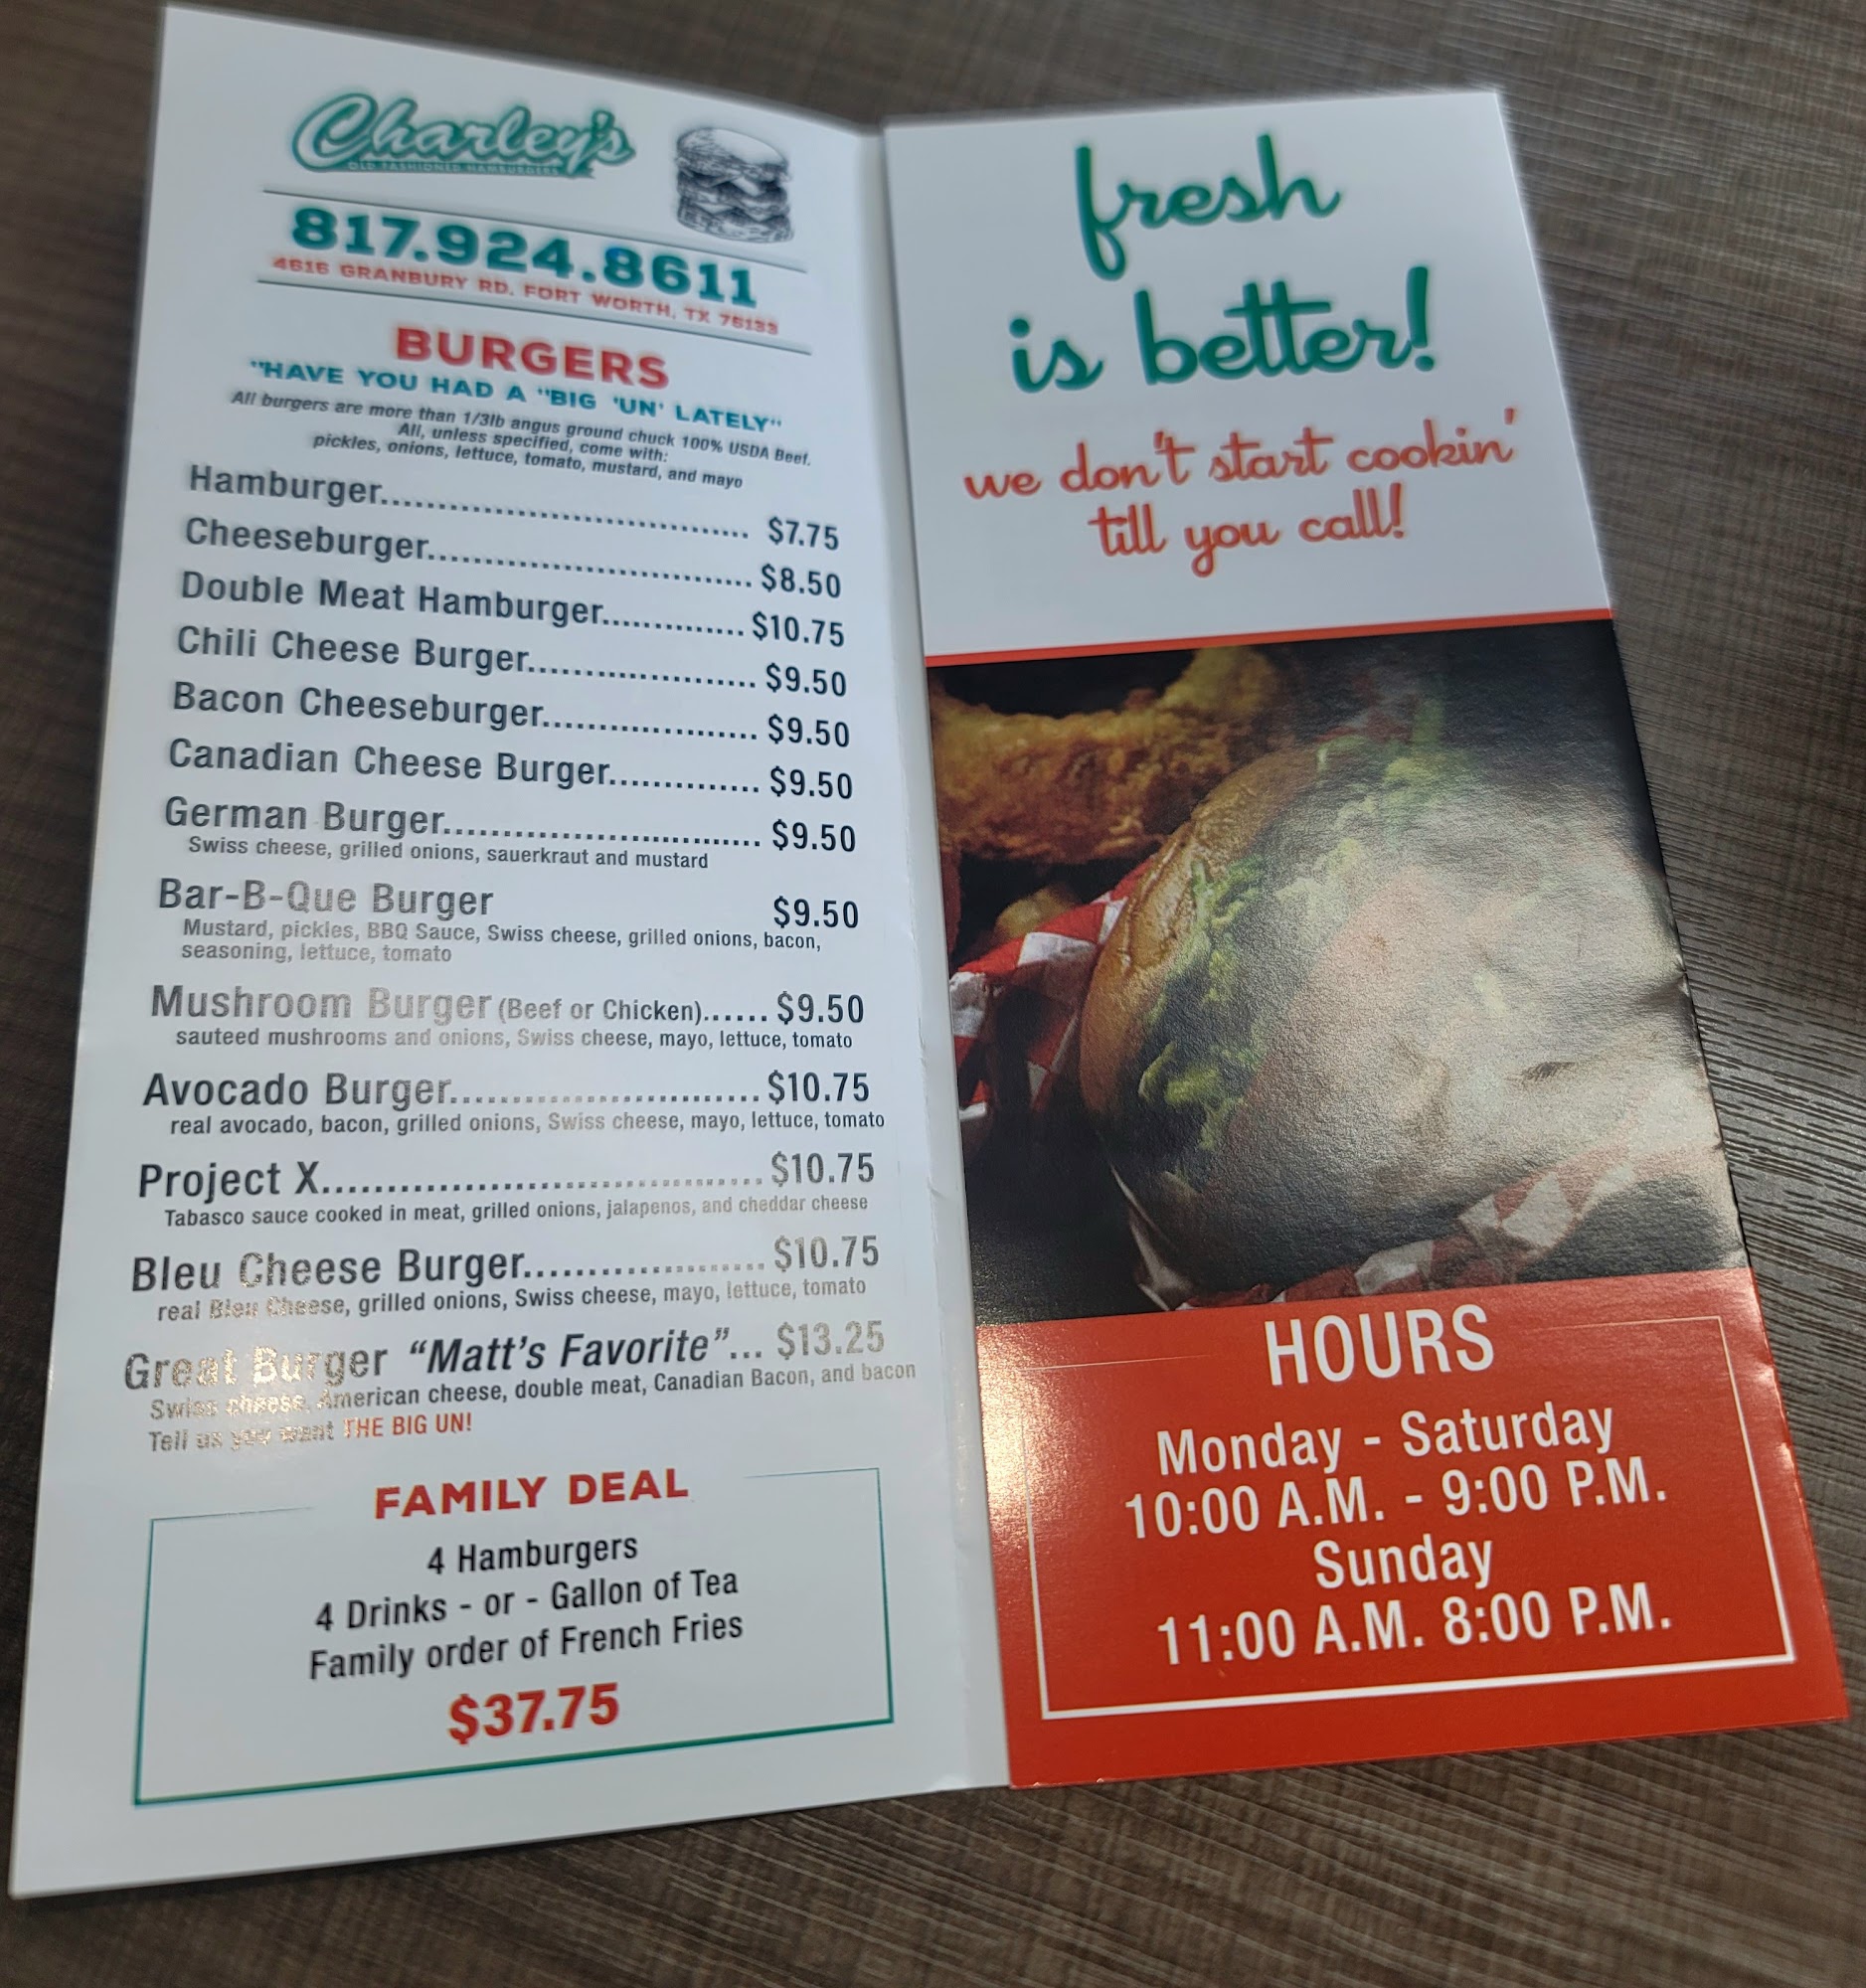 Charley's
OLD FASHIONED HAMBURGERS
817.924.8611
4616 GRANBURY RD. FORT WORTH, TX 76133
BURGERS
"HAVE YOU HAD A "BIG 'UN' LATELY"
All burgers are more than 1/3lb angus ground chuck 100% USDA Beef.
All, unless specified, come with:
pickles, onions, lettuce, tomato, mustard, and mayo
Hamburger................................ $7.75
Cheeseburger............................. $8.50
Double Meat Hamburger.............. $10.75
Chili Cheese Burger.................... $9.50
Bacon Cheeseburger................... $9.50
Canadian Cheese Burger.............. $9.50
German Burger........................... $9.50
Swiss cheese, grilled onions, sauerkraut and mustard
Bar-B-Que Burger $9.50
Mustard, pickles, BBQ Sauce, Swiss cheese, grilled onions, bacon,
seasoning, lettuce, tomato
Mushroom Burger (Beef or Chicken)...... $9.50
sauteed mushrooms and onions, Swiss cheese, mayo, lettuce, tomato
Avocado Burger.......................... $10.75
real avocado, bacon, grilled onions, Swiss cheese, mayo, lettuce, tomato
Project X.................................. $10.75
Tabasco sauce cooked in meat, grilled onions, jalapenos, and cheddar cheese
Bleu Cheese Burger.................... $10.75
real Bleu Cheese, grilled onions, Swiss cheese, mayo, lettuce, tomato
Great Burger “Matt’s Favorite”... $13.25
Swiss cheese, American cheese, double meat, Canadian Bacon, and bacon
Tell us you want THE BIG UN!
FAMILY DEAL
4 Hamburgers
4 Drinks - or - Gallon of Tea
Family order of French Fries
$37.75
fresh
is better!
we don't start cookin'
till you call!
HOURS
Monday - Saturday
10:00 A.M. - 9:00 P.M.
Sunday
11:00 A.M. 8:00 P.M.